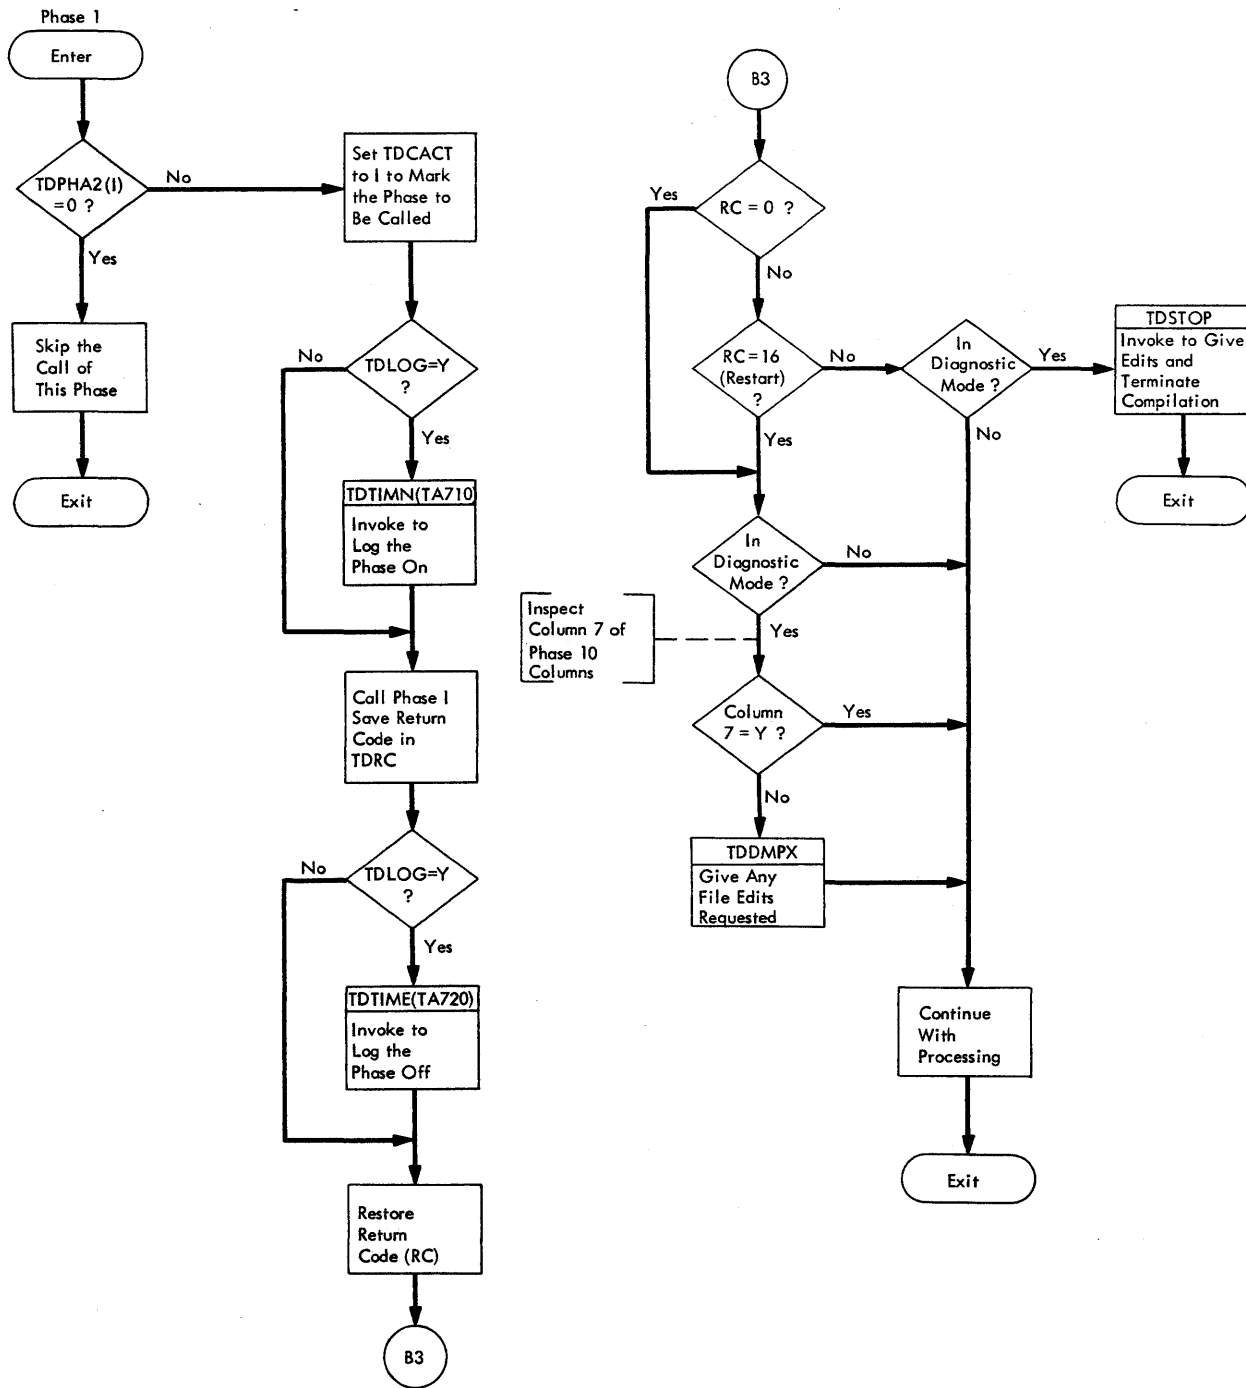 Phase 1
Enter
TDPHA2(I)
=0 ?
No
Yes
Skip the
Call of
This Phase
Exit
Set TDCACT
to I to Mark
the Phase to
Be Called
TDLOG=Y
?
No
Yes
TDTIMN(TA710)
Invoke to
Log the
Phase On
Call Phase I
Save Return
Code in
TDRC
TDLOG=Y
?
No
Yes
TDTIME(TA720)
Invoke to
Log the
Phase Off
Restore
Return
Code (RC)
B3
B3
RC = 0 ?
Yes
No
RC = 16
(Restart)
?
No
Yes
In
Diagnostic
Mode ?
Yes
No
TDSTOP
Invoke to Give
Edits and
Terminate
Compilation
Exit
In
Diagnostic
Mode ?
No
Yes
Inspect
Column 7 of
Phase 10
Columns
Column
7 = Y ?
Yes
No
TDDMPX
Give Any
File Edits
Requested
Continue
With
Processing
Exit